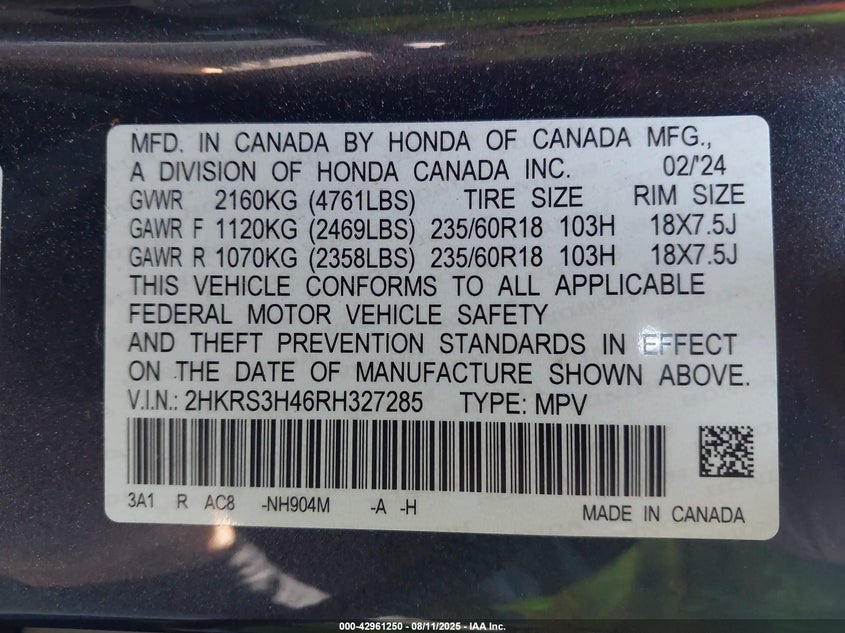 MFD. IN CANADA BY HONDA OF CANADA MFG.,
A DIVISION OF HONDA CANADA INC. 02/'24
GVWR 2160KG (4761LBS) TIRE SIZE RIM SIZE
GAWR F 1120KG (2469LBS) 235/60R18 103H 18X7.5J
GAWR R 1070KG (2358LBS) 235/60R18 103H 18X7.5J
THIS VEHICLE CONFORMS TO ALL APPLICABLE
FEDERAL MOTOR VEHICLE SAFETY
AND THEFT PREVENTION STANDARDS IN EFFECT
ON THE DATE OF MANUFACTURE SHOWN ABOVE.
V.I.N.: 2HKRS3H46RH327285 TYPE: MPV
3A1 R AC8 -NH904M -A -H MADE IN CANADA
000-42961250 - 08/11/2025 - IAA Inc.